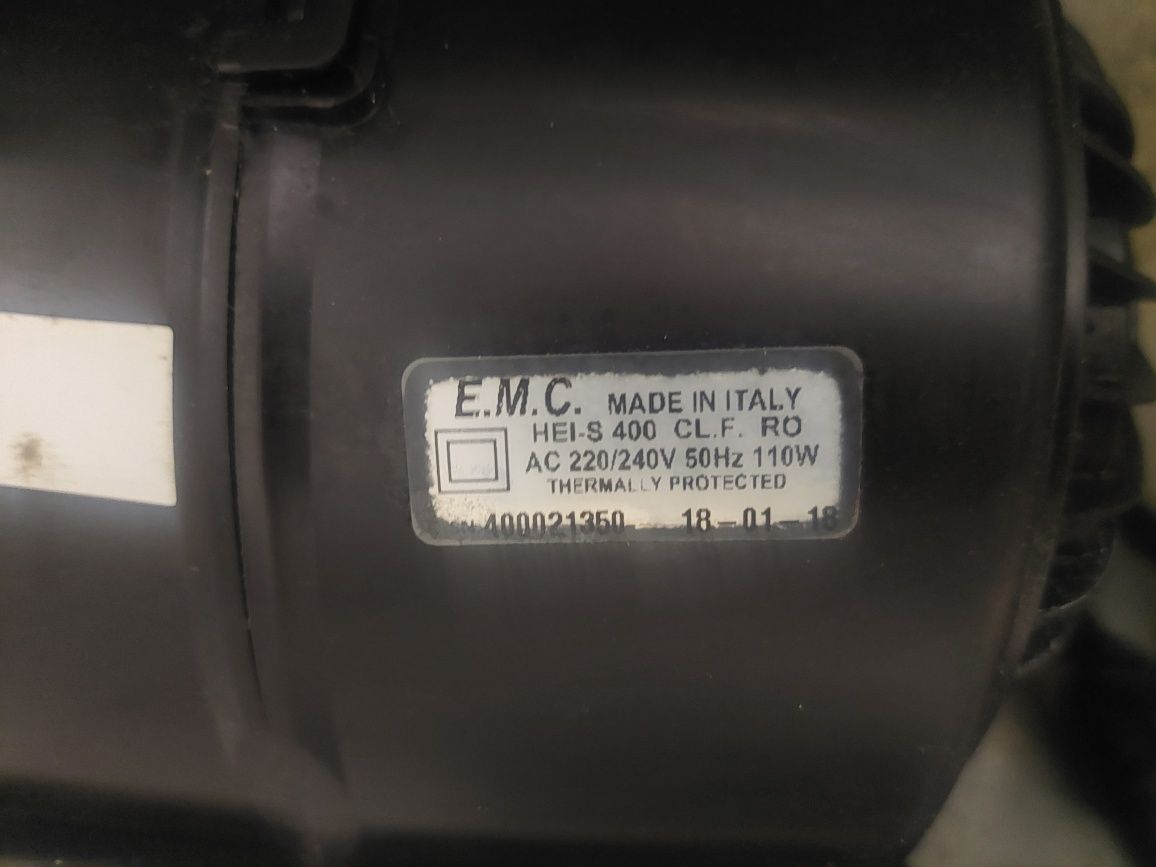 E.M.C. MADE IN ITALY
HEI-S 400 CL.F. RO
AC 220/240V 50Hz 110W
THERMALLY PROTECTED
400021350 18-01-18